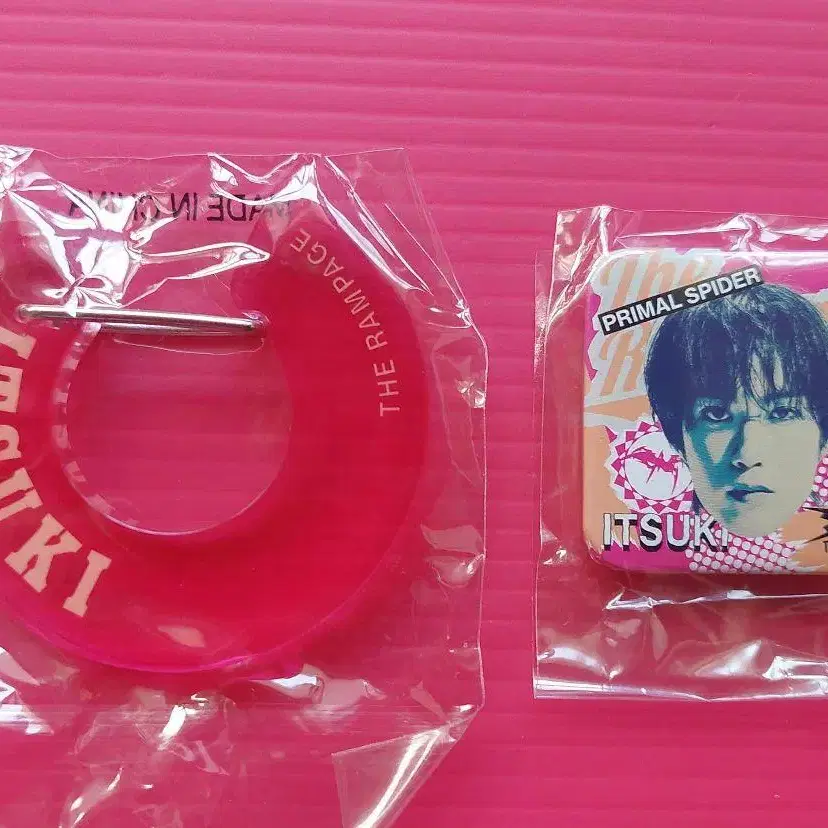 MADE IN CHINA
THE RAMPAGE
ITSUKI
PRIMAL SPIDER
ITSUKI